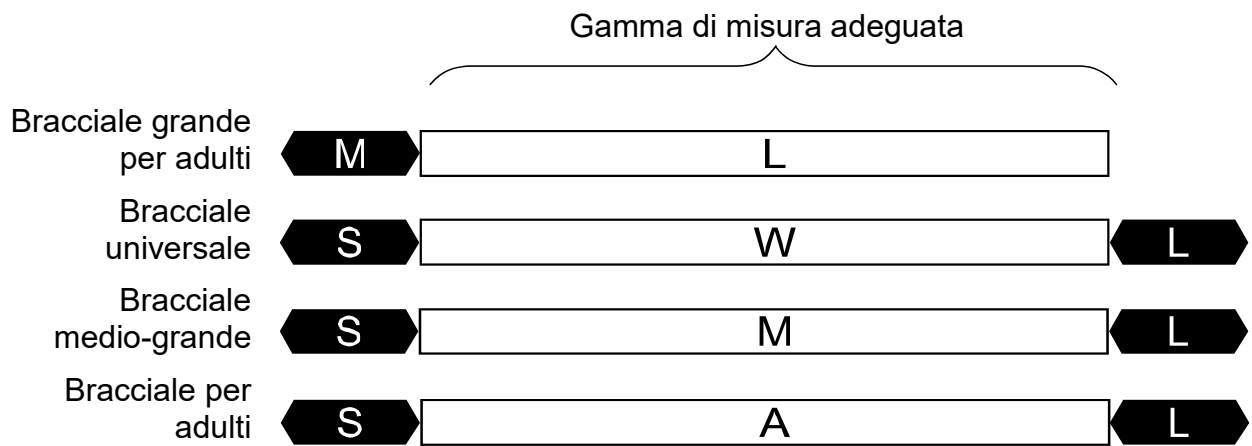 Gamma di misura adeguata
Bracciale grande
per adulti
M L
Bracciale
universale
S W L
Bracciale
medio-grande
S M L
Bracciale per
adulti
S A L